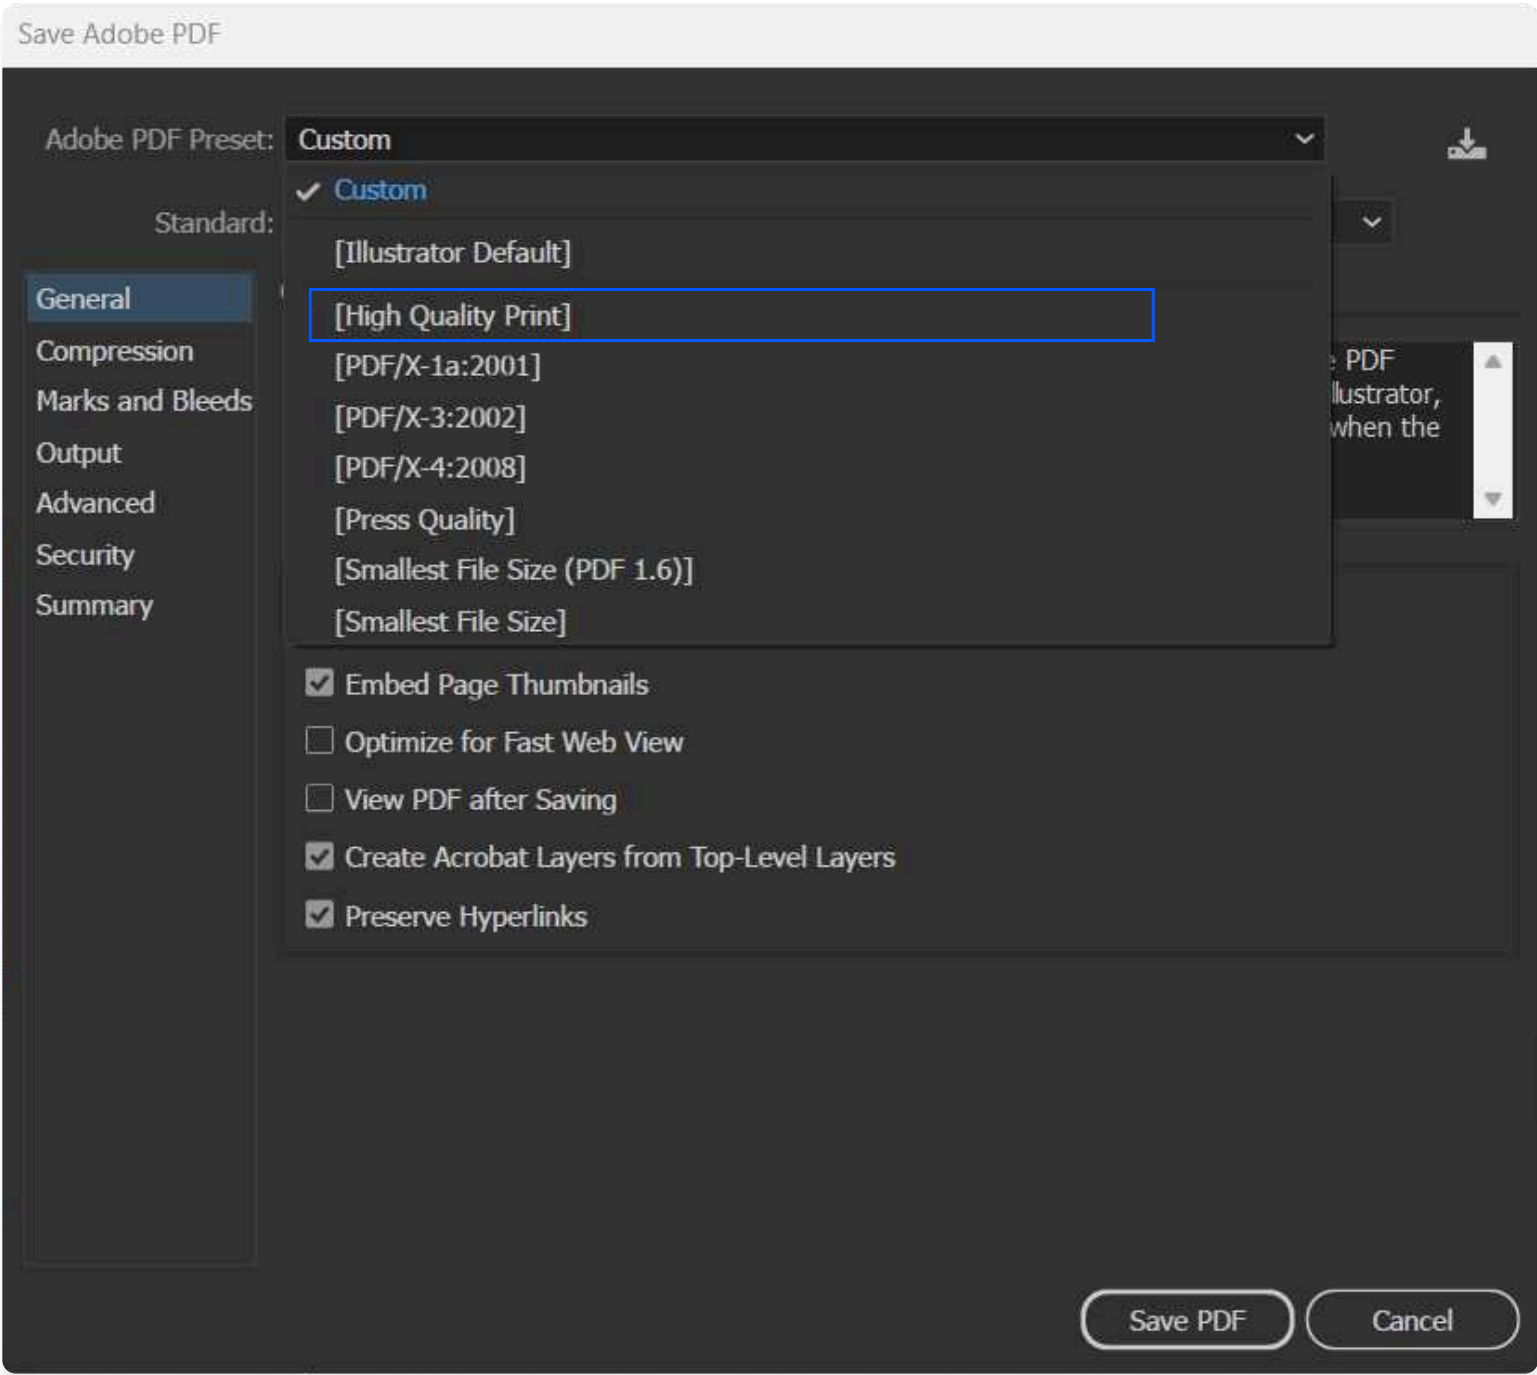 Save Adobe PDF
Adobe PDF Preset: Custom
Custom
Standard:
[Illustrator Default]
General
[High Quality Print]
Compression
[PDF/X-1a:2001]
PDF
Marks and Bleeds
[PDF/X-3:2002]
lustrator,
when the
Output
[PDF/X-4:2008]
Advanced
[Press Quality]
Security
[Smallest File Size (PDF 1.6)]
Summary
[Smallest File Size]
Embed Page Thumbnails
Optimize for Fast Web View
View PDF after Saving
Create Acrobat Layers from Top-Level Layers
Preserve Hyperlinks
Save PDF
Cancel